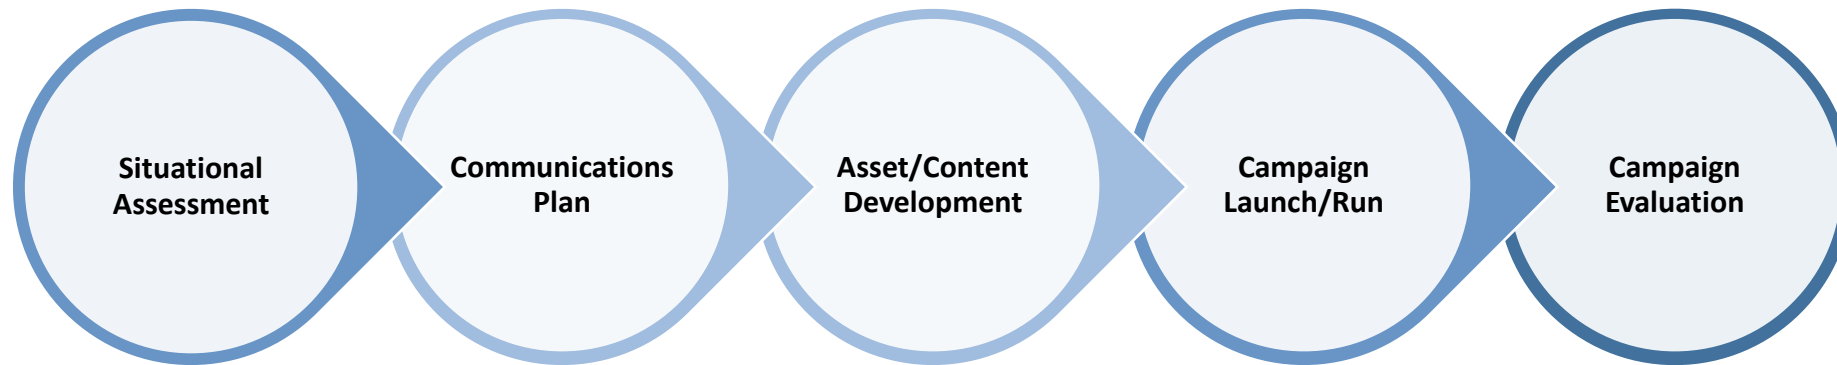 Situational
Assessment
Communications
Plan
Asset/Content
Development
Campaign
Launch/Run
Campaign
Evaluation